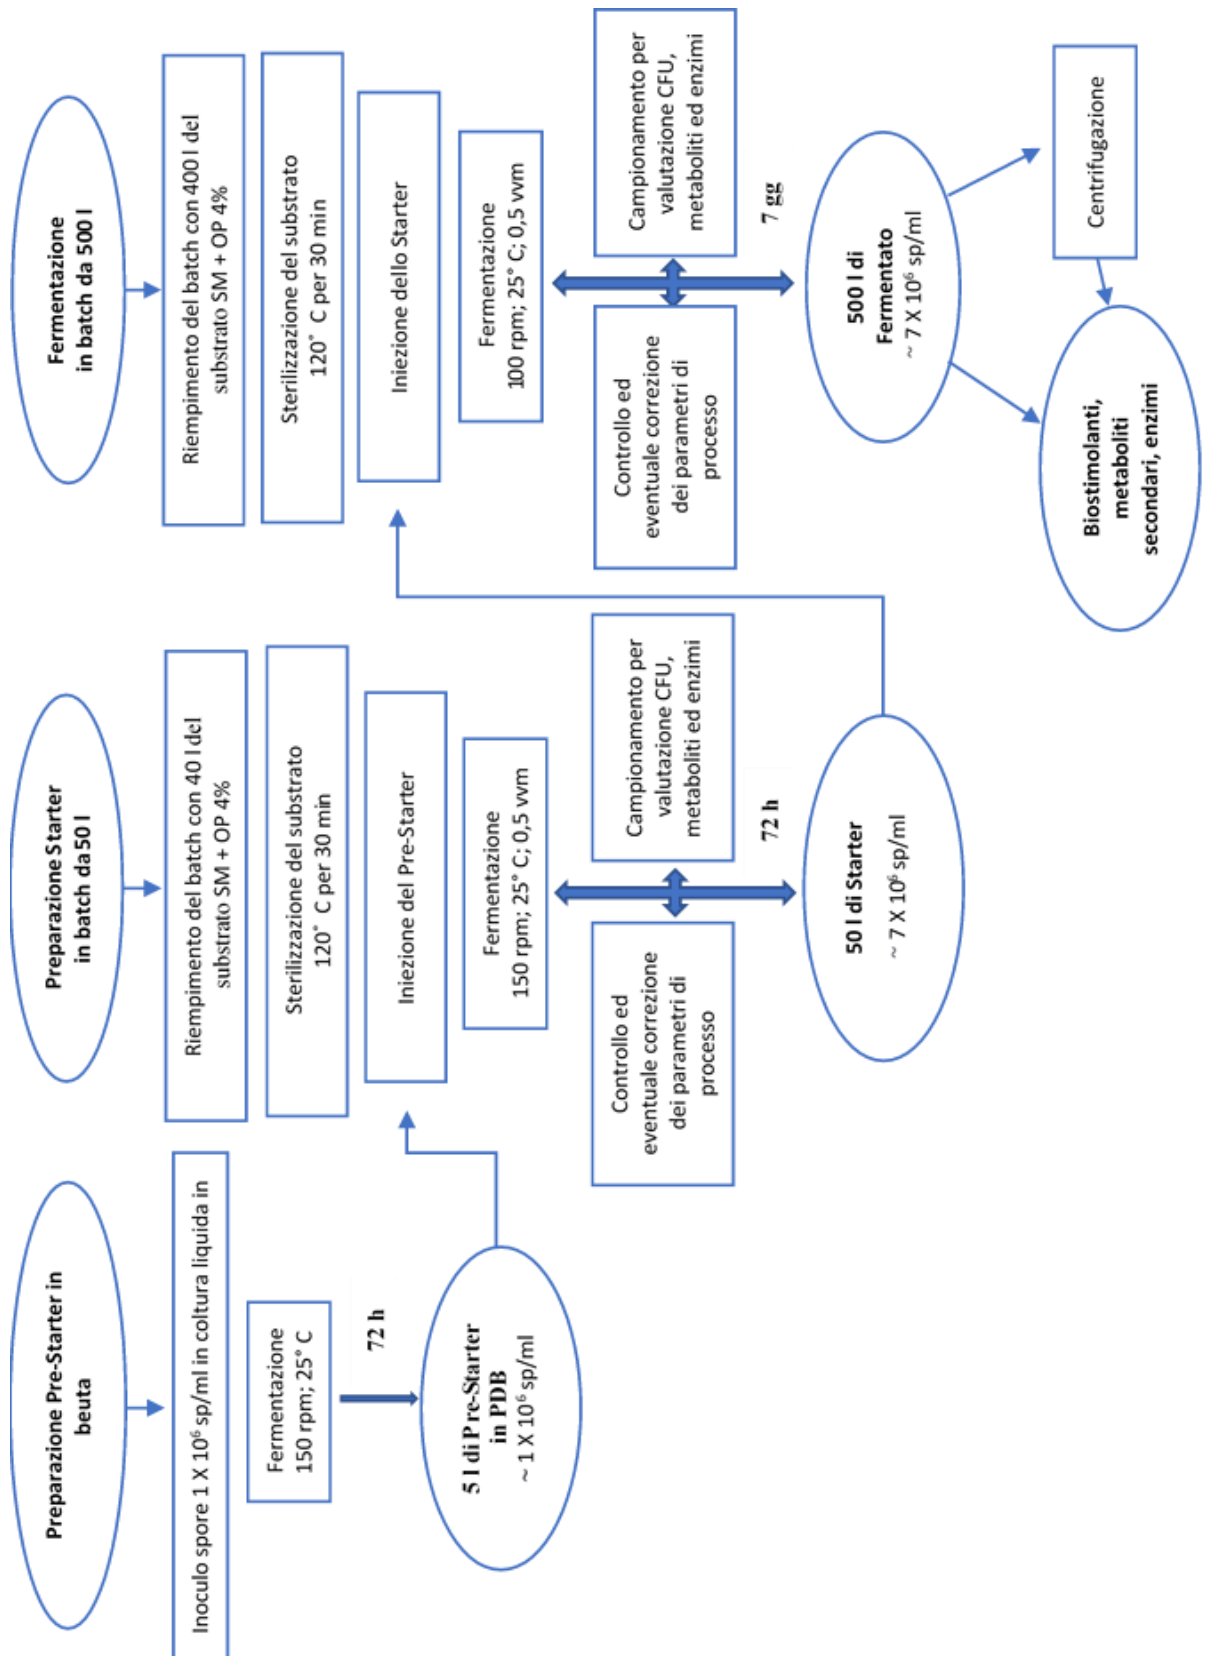 Preparazione Pre-Starter in
beuta
Inoculo spore 1 X 10⁶ sp/ml in coltura liquida in
Fermentazione
150 rpm; 25° C
72 h
5 l di Pre-Starter
in PDB
~ 1 X 10⁶ sp/ml
Preparazione Starter
in batch da 50 l
Riempimento del batch con 40 l del
substrato SM + OP 4%
Sterilizzazione del substrato
120° C per 30 min
Iniezione del Pre-Starter
Fermentazione
150 rpm; 25° C; 0,5 vvm
Controllo ed
eventuale correzione
dei parametri di
processo
Campionamento per
valutazione CFU,
metaboliti ed enzimi
72 h
50 l di Starter
~ 7 X 10⁶ sp/ml
Fermentazione
in batch da 500 l
Riempimento del batch con 400 l del
substrato SM + OP 4%
Sterilizzazione del substrato
120° C per 30 min
Iniezione dello Starter
Fermentazione
100 rpm; 25° C; 0,5 vvm
Controllo ed
eventuale correzione
dei parametri di
processo
Campionamento per
valutazione CFU,
metaboliti ed enzimi
7 gg
500 l di
Fermentato
~ 7 X 10⁶ sp/ml
Centrifugazione
Biostimolanti,
metaboliti
secondari, enzimi